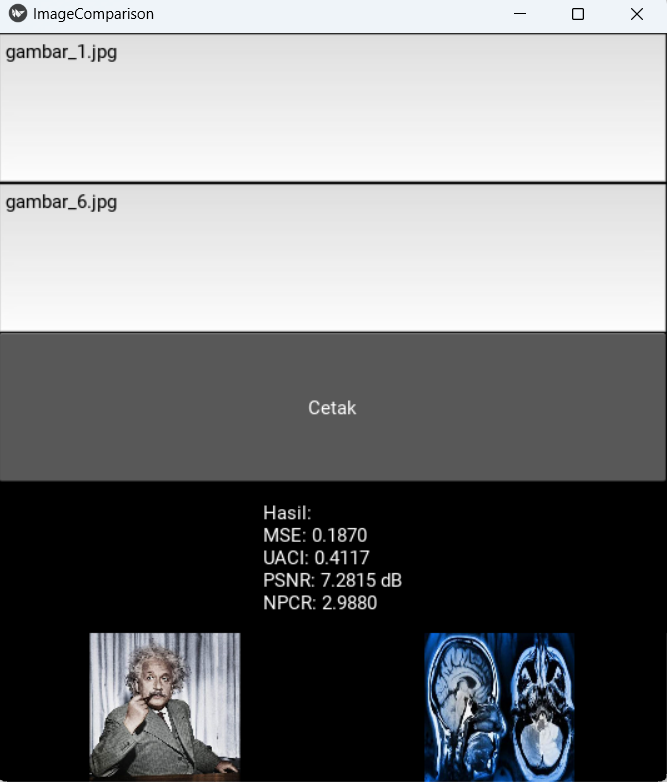 ImageComparison
gambar_1.jpg
gambar_6.jpg
Cetak
Hasil:
MSE: 0.1870
UACI: 0.4117
PSNR: 7.2815 dB
NPCR: 2.9880